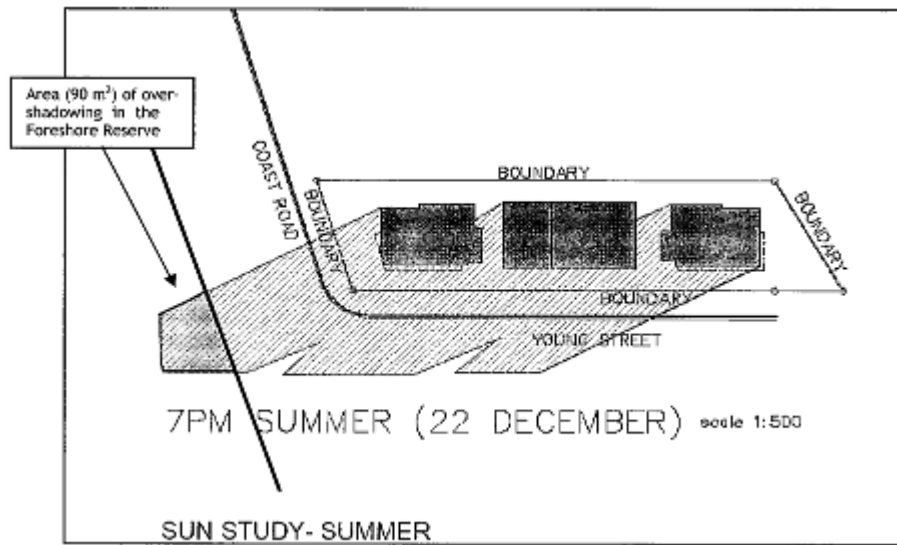 Area (90 m²) of over-
shadowing in the
Foreshore Reserve
COAST ROAD
BOUNDARY
BOUNDARY
BOUNDARY
BOUNDARY
YOUNG STREET
7PM SUMMER (22 DECEMBER) scale 1:500
SUN STUDY- SUMMER